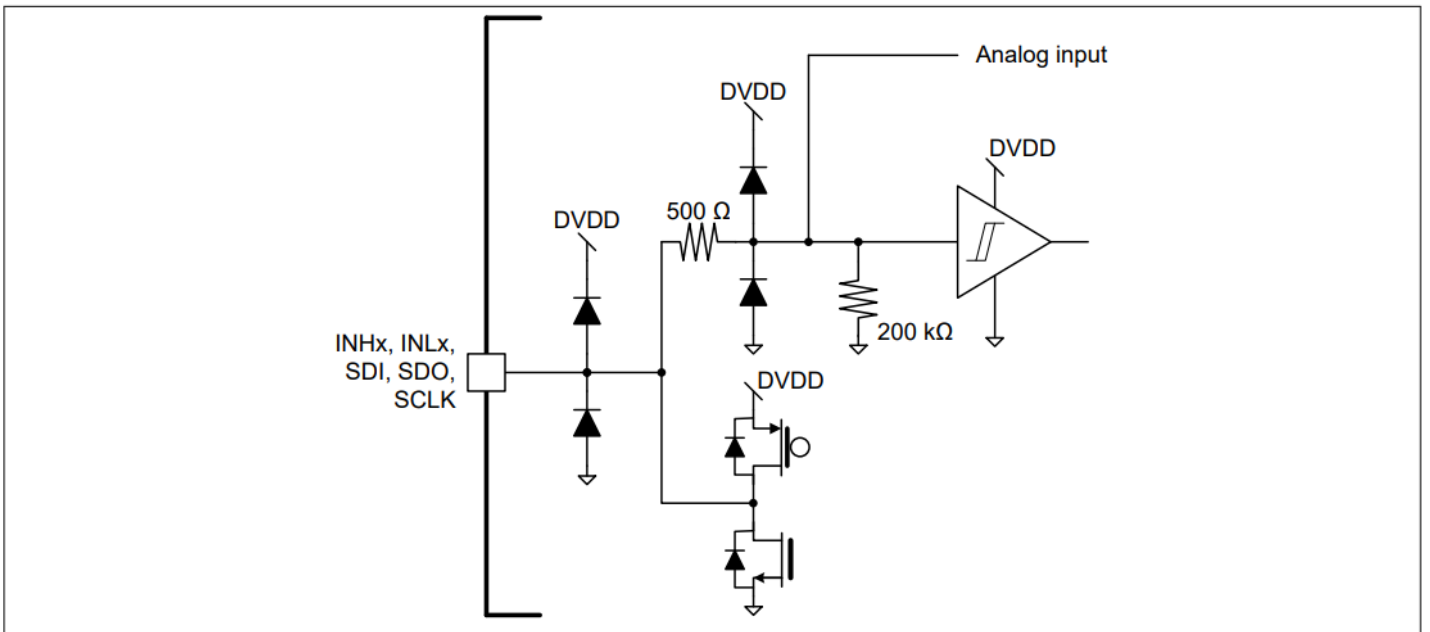 Analog input
DVDD
DVDD
500 Ω
DVDD
INHx, INLx,
SDI, SDO,
SCLK
200 kΩ
DVDD